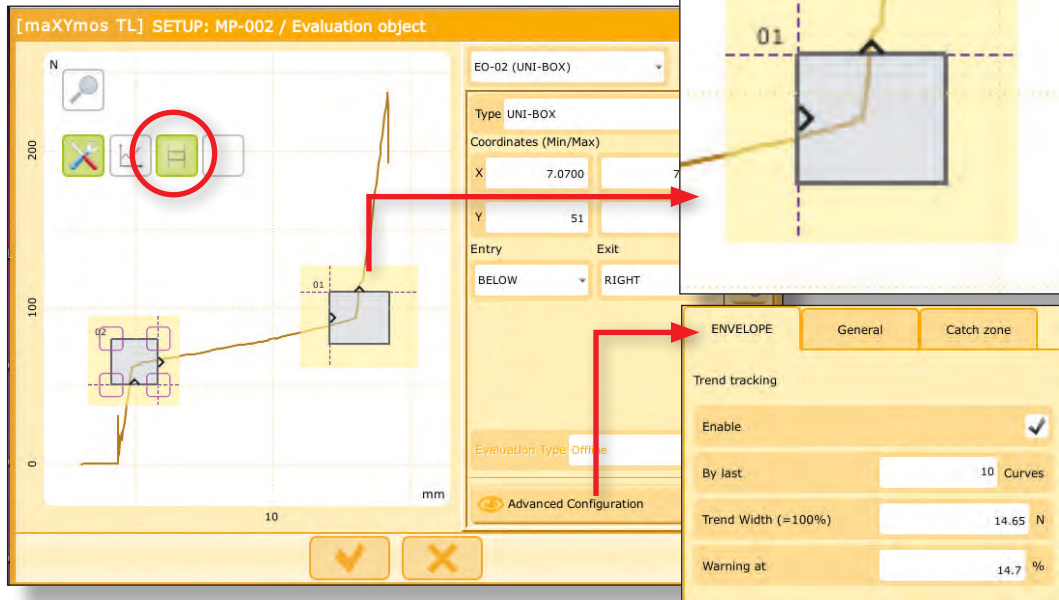 [maXYmos TL] SETUP: MP-002 / Evaluation object
N
200
100
0
01
02
10
mm
EO-02 (UNI-BOX)
Type UNI-BOX
Coordinates (Min/Max)
X 7.0700 7
Y 51
Entry Exit
BELOW RIGHT
Evaluation Type Offline
Advanced Configuration
01
ENVELOPE General Catch zone
Trend tracking
Enable
By last 10 Curves
Trend Width (=100%) 14.65 N
Warning at 14.7 %